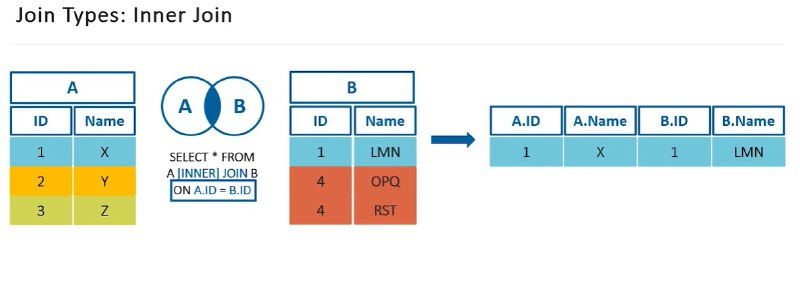 Join Types: Inner Join
A
ID Name
1 X
2 Y
3 Z
A B
SELECT * FROM
A |INNER| JOIN B
ON A.ID = B.ID
B
ID Name
1 LMN
4 OPQ
4 RST
A.ID A.Name B.ID B.Name
1 X 1 LMN